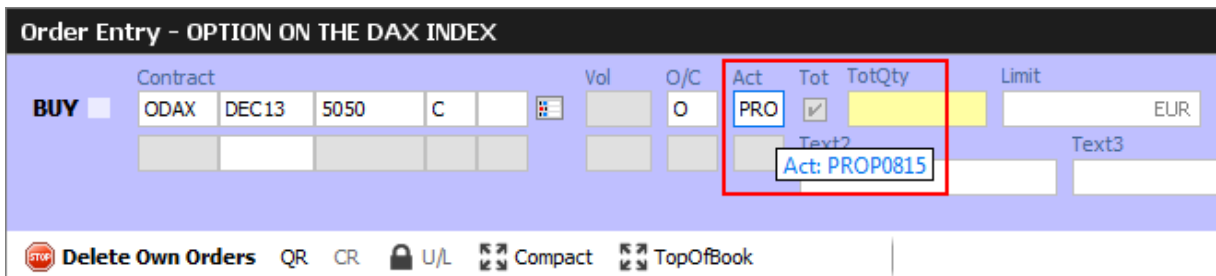 Order Entry - OPTION ON THE DAX INDEX
Contract Vol O/C Act Tot TotQty Limit
BUY ODAX DEC13 5050 C O PRO EUR
Text2 Text3
Act: PROP0815
STOP Delete Own Orders QR CR U/L Compact TopOfBook